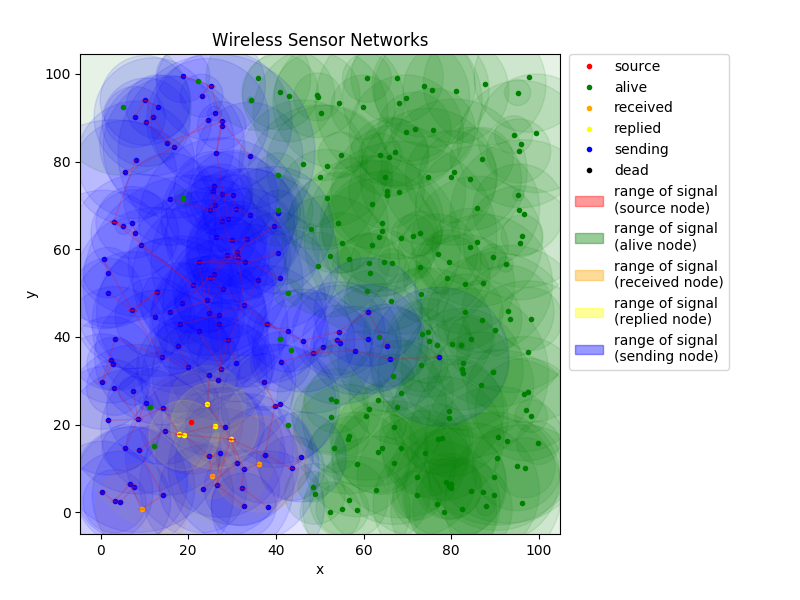 Wireless Sensor Networks
100
80
60
40
20
0
y
0
20
40
60
80
100
x
source
alive
received
replied
sending
dead
range of signal
(source node)
range of signal
(alive node)
range of signal
(received node)
range of signal
(replied node)
range of signal
(sending node)